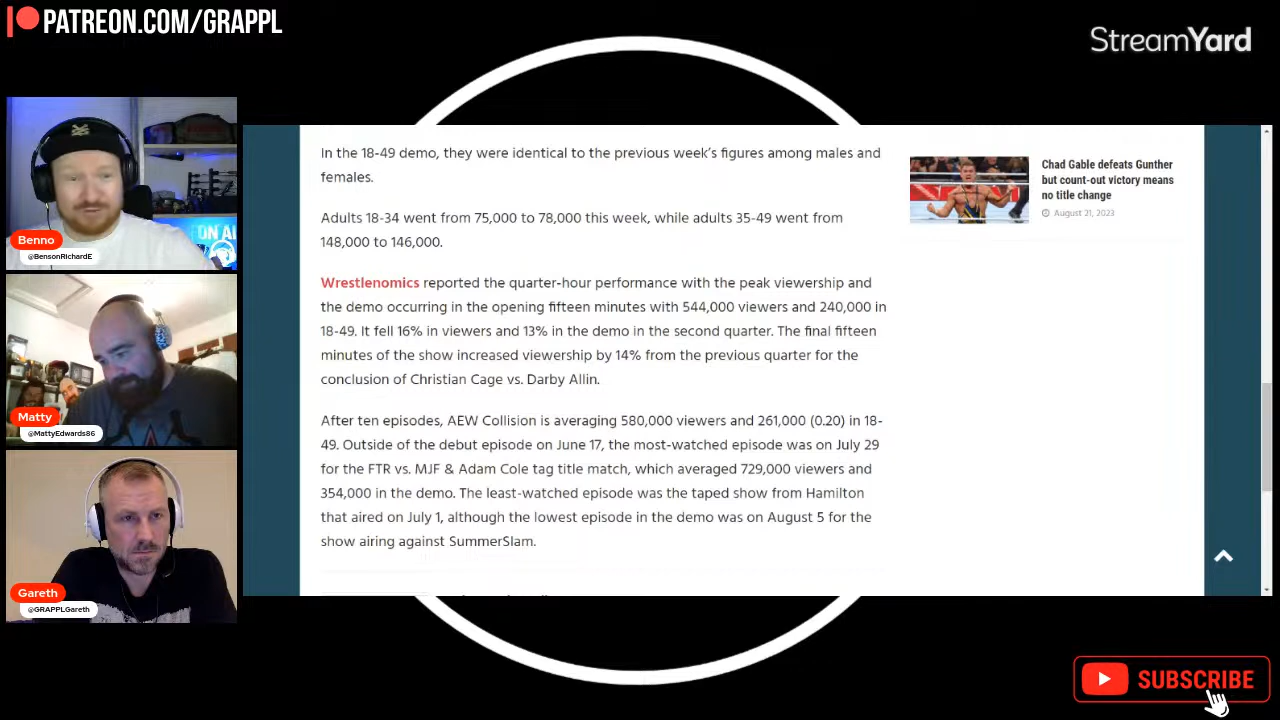 PATREON.COM/GRAPPL
StreamYard
Benno
@BensonRichardE
Matty
@MattyEdwards86
Gareth
@GRAPPLGareth
In the 18-49 demo, they were identical to the previous week's figures among males and
females.
Adults 18-34 went from 75,000 to 78,000 this week, while adults 35-49 went from
148,000 to 146,000.
Wrestlenomics reported the quarter-hour performance with the peak viewership and
the demo occurring in the opening fifteen minutes with 544,000 viewers and 240,000 in
18-49. It fell 16% in viewers and 13% in the demo in the second quarter. The final fifteen
minutes of the show increased viewership by 14% from the previous quarter for the
conclusion of Christian Cage vs. Darby Allin.
After ten episodes, AEW Collision is averaging 580,000 viewers and 261,000 (0.20) in 18-
49. Outside of the debut episode on June 17, the most-watched episode was on July 29
for the FTR vs. MJF & Adam Cole tag title match, which averaged 729,000 viewers and
354,000 in the demo. The least-watched episode was the taped show from Hamilton
that aired on July 1, although the lowest episode in the demo was on August 5 for the
show airing against SummerSlam.
Chad Gable defeats Gunther
but count-out victory means
no title change
August 21, 2023
SUBSCRIBE